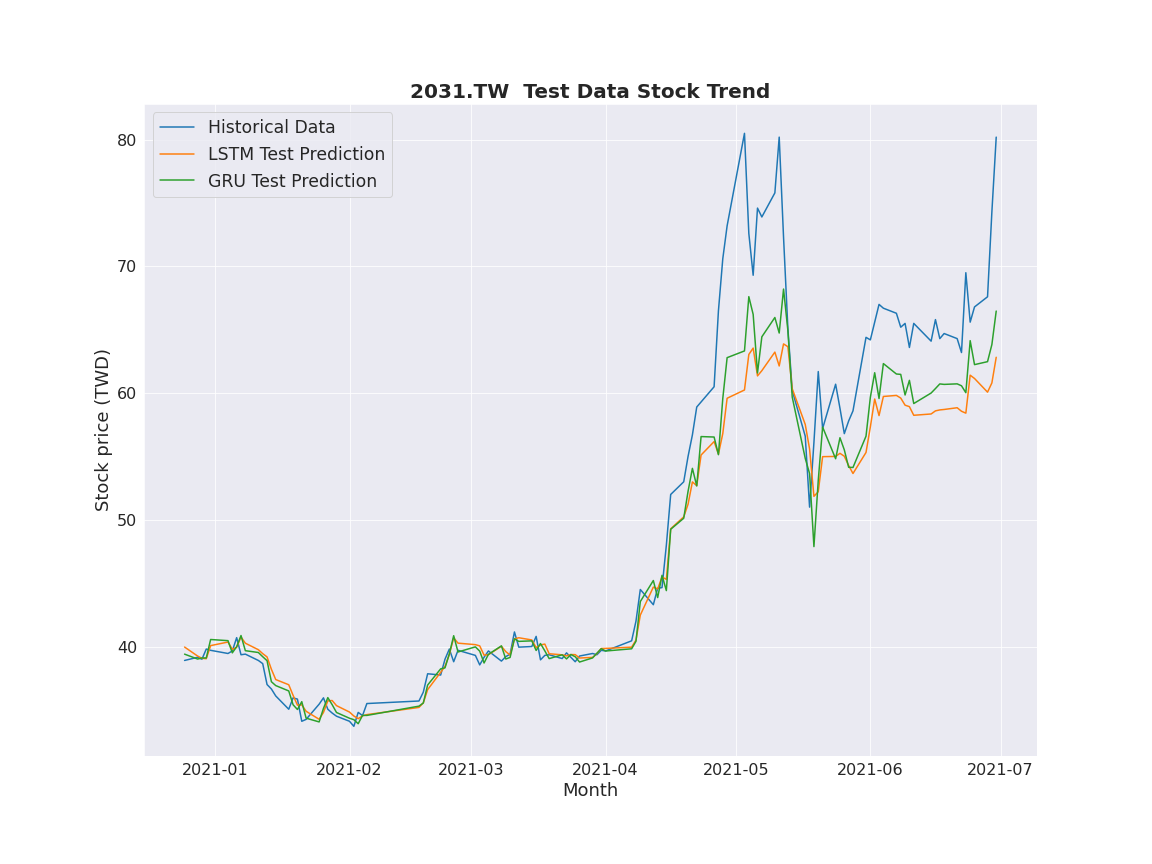 2031.TW  Test Data Stock Trend
Historical Data
LSTM Test Prediction
GRU Test Prediction
80
70
60
50
40
Stock price (TWD)
2021-01 2021-02 2021-03 2021-04 2021-05 2021-06 2021-07
Month